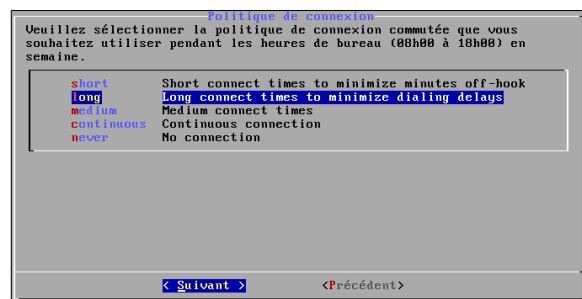 Politique de connexion
Veuillez sélectionner la politique de connexion commutée que vous
souhaitez utiliser pendant les heures de bureau (08h00 à 18h00) en
semaine.
short Short connect times to minimize minutes off-hook
long Long connect times to minimize dialing delays
medium Medium connect times
continuous Continuous connection
never No connection
< Suivant > <Précédent>